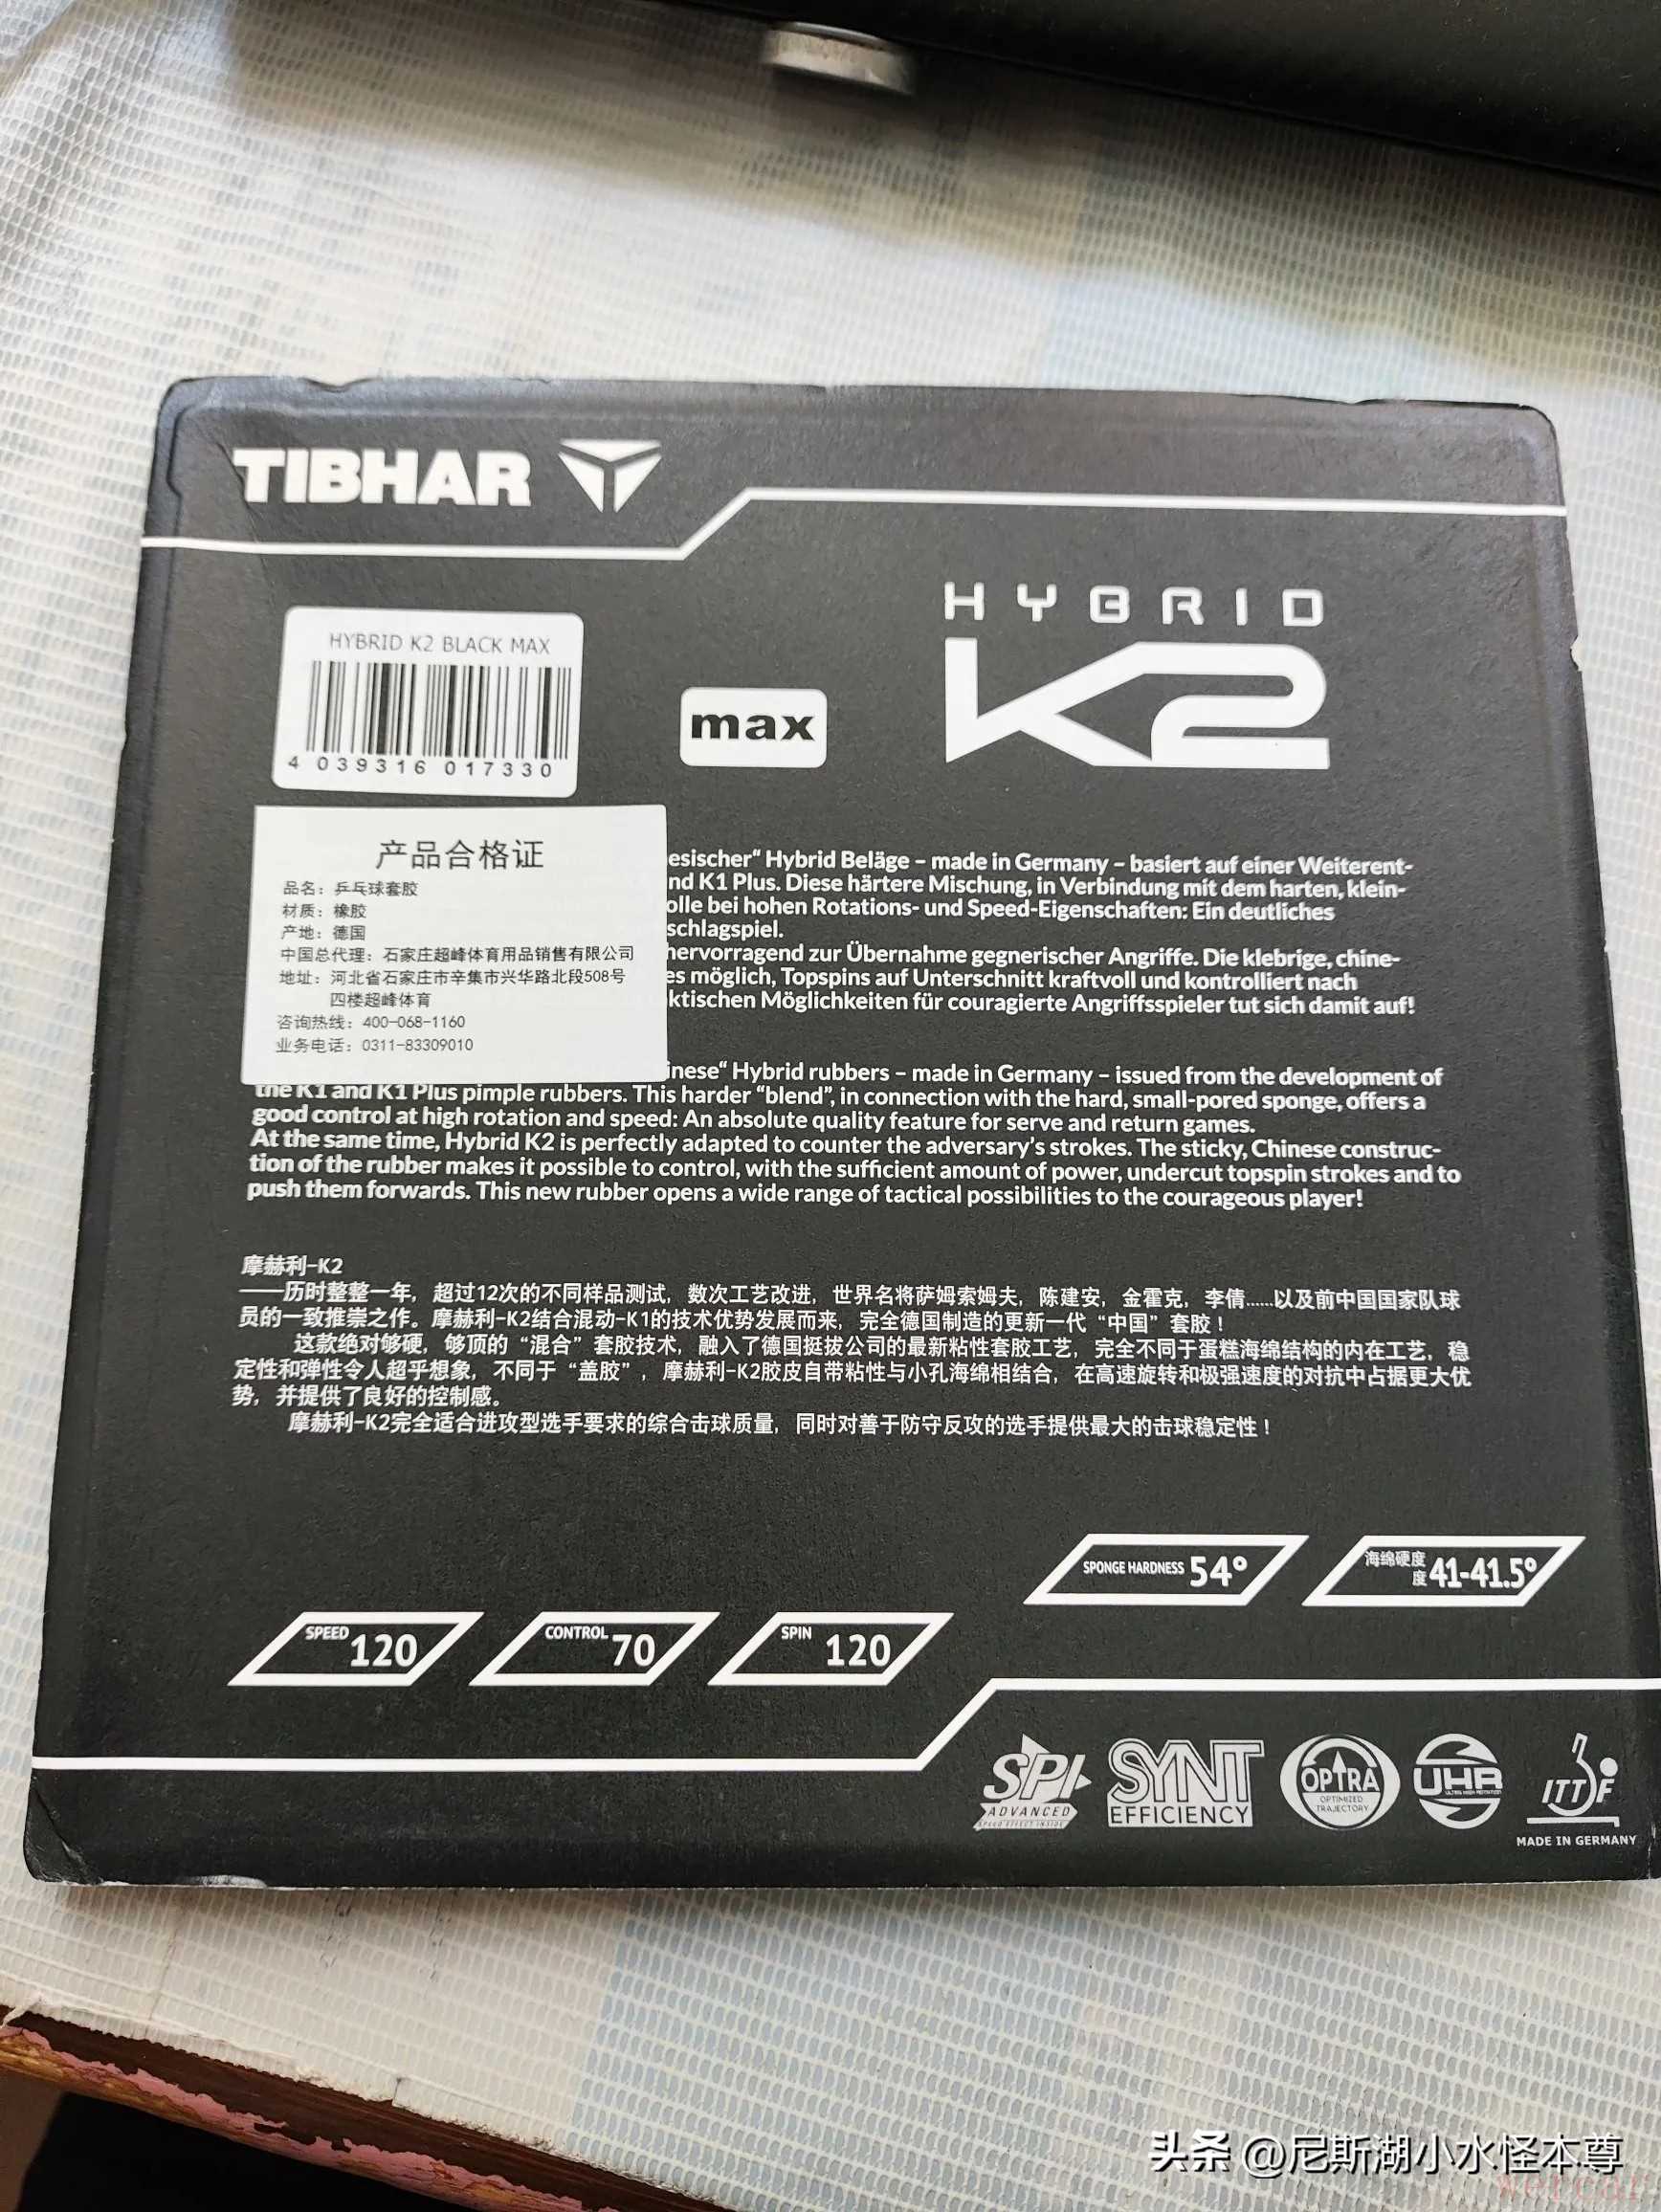 TIBHAR
HYBRID
K2
HYBRID K2 BLACK MAX
4 039316 017330
max
产品合格证
品名：乒乓球套胶
材质：橡胶
产地：德国
中国总代理：石家庄超峰体育用品销售有限公司
地址：河北省石家庄市辛集市兴华路北段508号
四楼超峰体育
咨询热线：400-068-1160
业务电话：0311-83309010
esischer“ Hybrid Beläge – made in Germany – basiert auf einer Weiterent-
nd K1 Plus. Diese härtere Mischung, in Verbindung mit dem harten, klein-
olle bei hohen Rotations- und Speed-Eigenschaften: Ein deutliches
schlagspiel.
hervorragend zur Übernahme gegnerischer Angriffe. Die klebrige, chine-
es möglich, Topspins auf Unterschnitt kraftvoll und kontrolliert nach
ktischen Möglichkeiten für couragierte Angriffsspieler tut sich damit auf!
inese“ Hybrid rubbers – made in Germany – issued from the development of
the K1 and K1 Plus pimple rubbers. This harder “blend”, in connection with the hard, small-pored sponge, offers a
good control at high rotation and speed: An absolute quality feature for serve and return games.
At the same time, Hybrid K2 is perfectly adapted to counter the adversary’s strokes. The sticky, Chinese construc-
tion of the rubber makes it possible to control, with the sufficient amount of power, undercut topspin strokes and to
push them forwards. This new rubber opens a wide range of tactical possibilities to the courageous player!
摩赫利-K2
——历时整整一年，超过12次的不同样品测试，数次工艺改进，世界名将萨姆索姆夫，陈建安，金霍克，李倩......以及前中国国家队球
员的一致推崇之作。摩赫利-K2结合混动-K1的技术优势发展而来，完全德国制造的更新一代“中国”套胶！
这款绝对够硬，够顶的“混合”套胶技术，融入了德国挺拔公司的最新粘性套胶工艺，完全不同于蛋糕海绵结构的内在工艺，稳
定性和弹性令人超乎想象，不同于“盖胶”，摩赫利-K2胶皮自带粘性与小孔海绵相结合，在高速旋转和极强速度的对抗中占据更大优
势，并提供了良好的控制感。
摩赫利-K2完全适合进攻型选手要求的综合击球质量，同时对善于防守反攻的选手提供最大的击球稳定性！
SPONGE HARDNESS 54°
海绵硬度
度 41-41.5°
SPEED 120
CONTROL 70
SPIN 120
SPI
ADVANCED
SPEED EFFECT INSIDE
SYNT
EFFICIENCY
OPTRA
OPTIMIZED
TRAJECTORY
UHR
ULTRA HIGH ROTATION
ITTF
MADE IN GERMANY
头条 @尼斯湖小水怪本尊